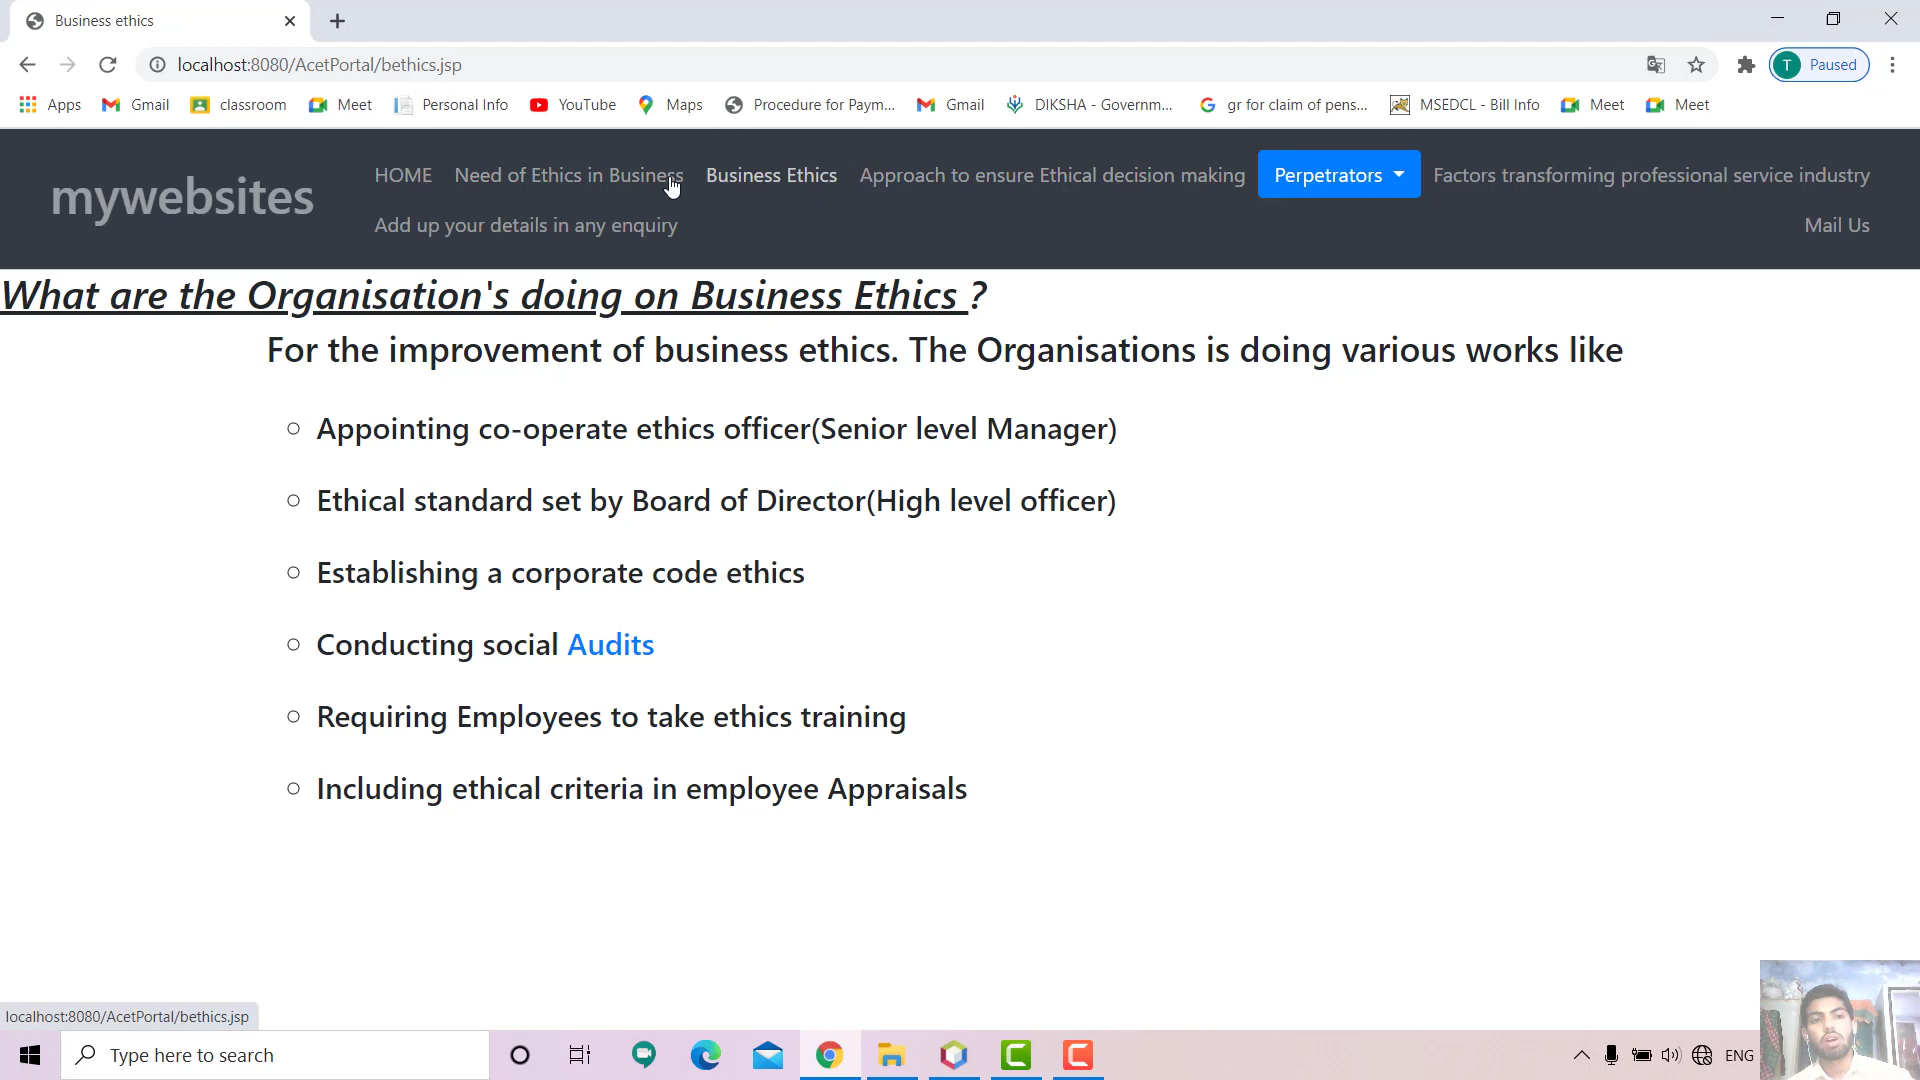 Business ethics
localhost:8080/AcetPortal/bethics.jsp
T Paused
Apps Gmail classroom Meet Personal Info YouTube Maps Procedure for Paym... Gmail DIKSHA - Governm... gr for claim of pens... MSEDCL - Bill Info Meet Meet
mywebsites
HOME Need of Ethics in Business Business Ethics Approach to ensure Ethical decision making Perpetrators Factors transforming professional service industry
Add up your details in any enquiry Mail Us
What are the Organisation's doing on Business Ethics ?
For the improvement of business ethics. The Organisations is doing various works like
Appointing co-operate ethics officer(Senior level Manager)
Ethical standard set by Board of Director(High level officer)
Establishing a corporate code ethics
Conducting social Audits
Requiring Employees to take ethics training
Including ethical criteria in employee Appraisals
localhost:8080/AcetPortal/bethics.jsp
Type here to search
ENG